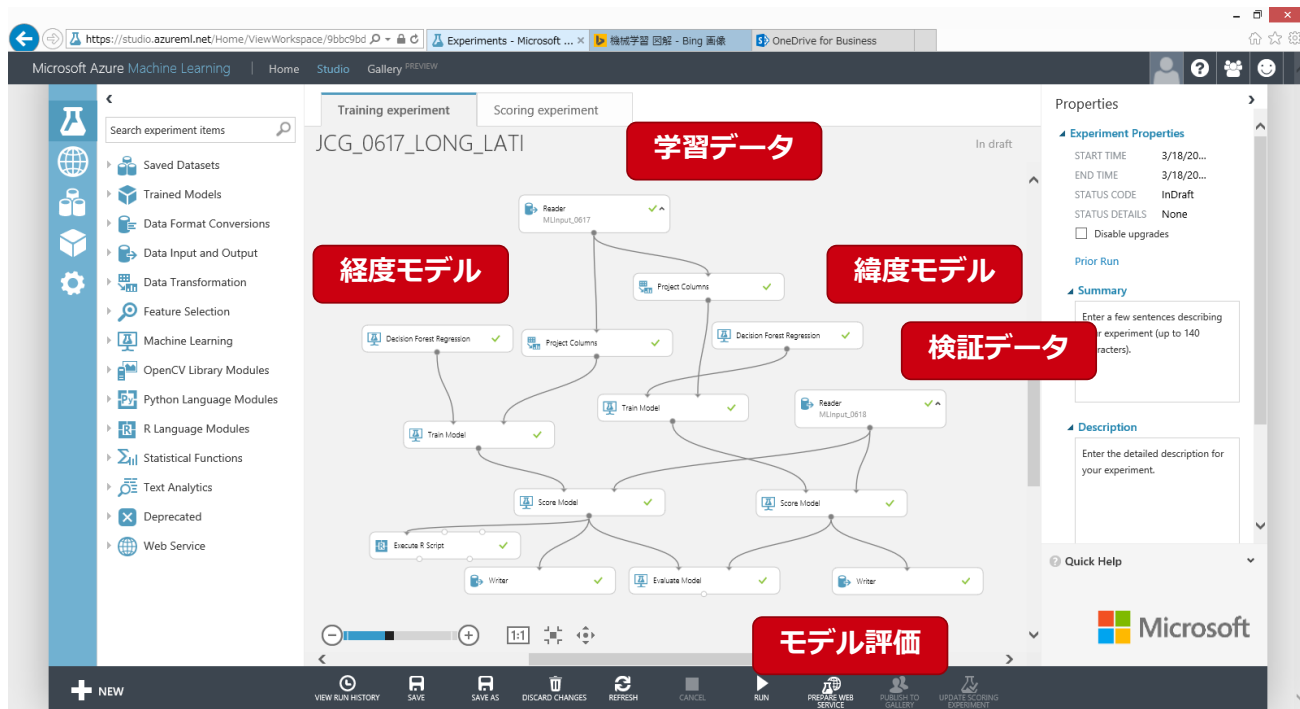 https://studio.azureml.net/Home/ViewWorkspace/9bbc9bd
Experiments - Microsoft ...
機械学習 図解 - Bing 画像
OneDrive for Business
Microsoft Azure Machine Learning
Home
Studio
Gallery PREVIEW
Search experiment items
Saved Datasets
Trained Models
Data Format Conversions
Data Input and Output
Data Transformation
Feature Selection
Machine Learning
OpenCV Library Modules
Python Language Modules
R Language Modules
Statistical Functions
Text Analytics
Deprecated
Web Service
Training experiment
Scoring experiment
JCG_0617_LONG_LATI
In draft
学習データ
Reader
MLInput_0617
経度モデル
緯度モデル
Project Columns
Decision Forest Regression
Project Columns
Decision Forest Regression
検証データ
Train Model
Reader
MLInput_0618
Train Model
Score Model
Score Model
Execute R Script
Writer
Evaluate Model
Writer
1:1
モデル評価
Properties
Experiment Properties
START TIME 3/18/20...
END TIME 3/18/20...
STATUS CODE InDraft
STATUS DETAILS None
Disable upgrades
Prior Run
Summary
Enter a few sentences describing
experiment (up to 140
Description
Enter the detailed description for
your experiment.
Quick Help
Microsoft
NEW
VIEW RUN HISTORY
SAVE
SAVE AS
DISCARD CHANGES
REFRESH
CANCEL
RUN
PREPARE WEB
SERVICE
PUBLISH TO
GALLERY
UPDATE SCORING
EXPERIMENT